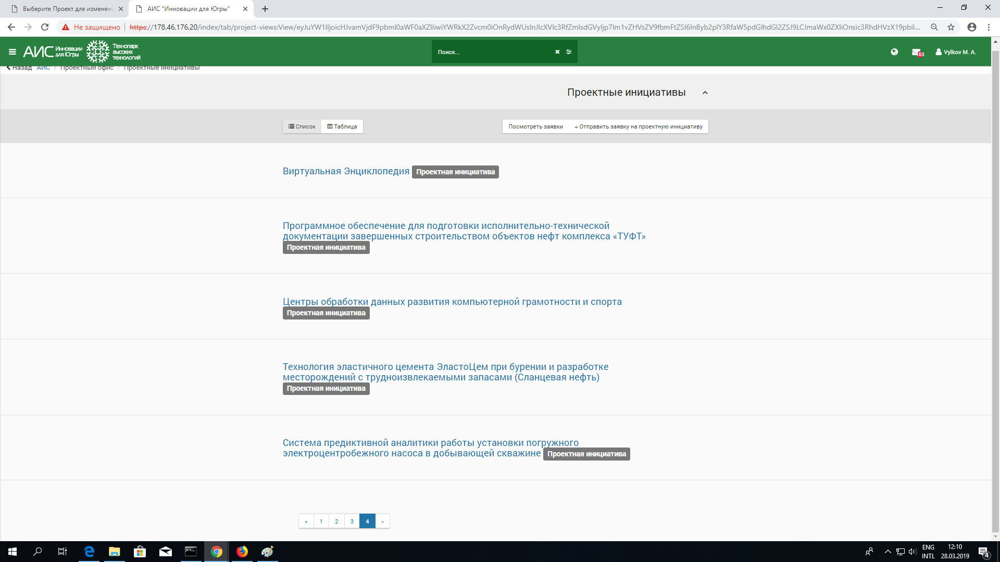 Выберите Проект для изменени
АИС "Инновации для Югры"
Не защищено
https://178.46.176.20/index/tab/project-views:View/
АИС Инновации для Югры
Технопарк высоких технологий
Поиск...
63
Vylkov M. A.
Назад АИС / Проектный офис / Проектные инициативы
Проектные инициативы
Список Таблица
Посмотреть заявки + Отправить заявку на проектную инициативу
Виртуальная Энциклопедия Проектная инициатива
Программное обеспечение для подготовки исполнительно-технической
документации завершенных строительством объектов нефт комплекса «ТУФТ»
Проектная инициатива
Центры обработки данных развития компьютерной грамотности и спорта
Проектная инициатива
Технология эластичного цемента ЭластоЦем при бурении и разработке
месторождений с трудноизвлекаемыми запасами (Сланцевая нефть)
Проектная инициатива
Система предиктивной аналитики работы установки погружного
электроцентробежного насоса в добывающей скважине Проектная инициатива
« 1 2 3 4 »
ENG 12:10
INTL 28.03.2019
4